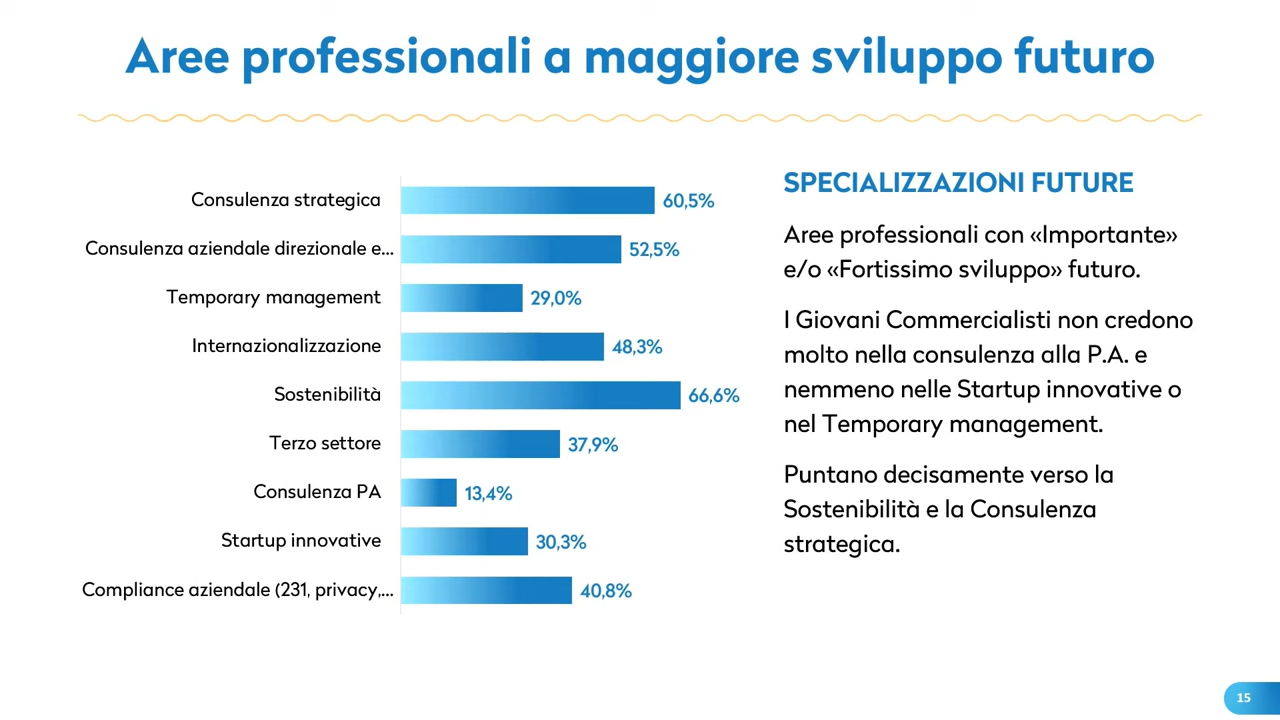 Aree professionali a maggiore sviluppo futuro
Consulenza strategica 60,5%
Consulenza aziendale direzionale e... 52,5%
Temporary management 29,0%
Internazionalizzazione 48,3%
Sostenibilità 66,6%
Terzo settore 37,9%
Consulenza PA 13,4%
Startup innovative 30,3%
Compliance aziendale (231, privacy,... 40,8%
SPECIALIZZAZIONI FUTURE
Aree professionali con «Importante»
e/o «Fortissimo sviluppo» futuro.
I Giovani Commercialisti non credono
molto nella consulenza alla P.A. e
nemmeno nelle Startup innovative o
nel Temporary management.
Puntano decisamente verso la
Sostenibilità e la Consulenza
strategica.
15